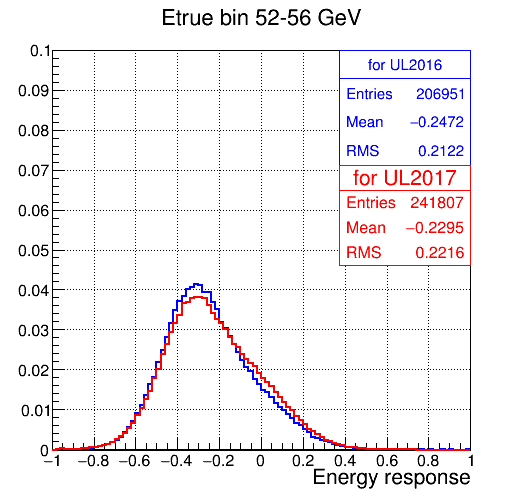 Etrue bin 52-56 GeV
for UL2016
Entries 206951
Mean −0.2472
RMS 0.2122
for UL2017
Entries 241807
Mean −0.2295
RMS 0.2216
0.1
0.09
0.08
0.07
0.06
0.05
0.04
0.03
0.02
0.01
0
−1 −0.8 −0.6 −0.4 −0.2 0 0.2 0.4 0.6 0.8 1
Energy response